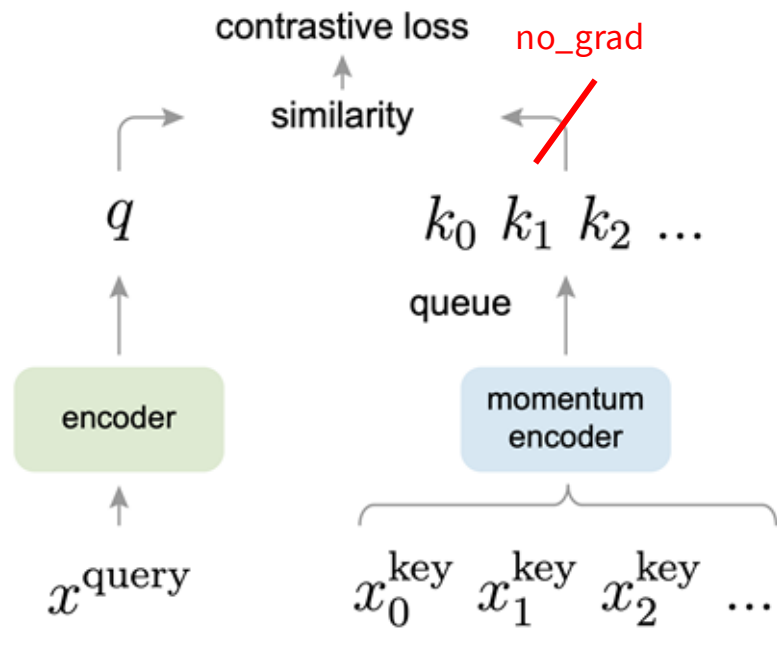 contrastive loss
no_grad
similarity
q
k₀ k₁ k₂ ...
queue
encoder
momentum
encoder
x^query
x₀^key x₁^key x₂^key ...